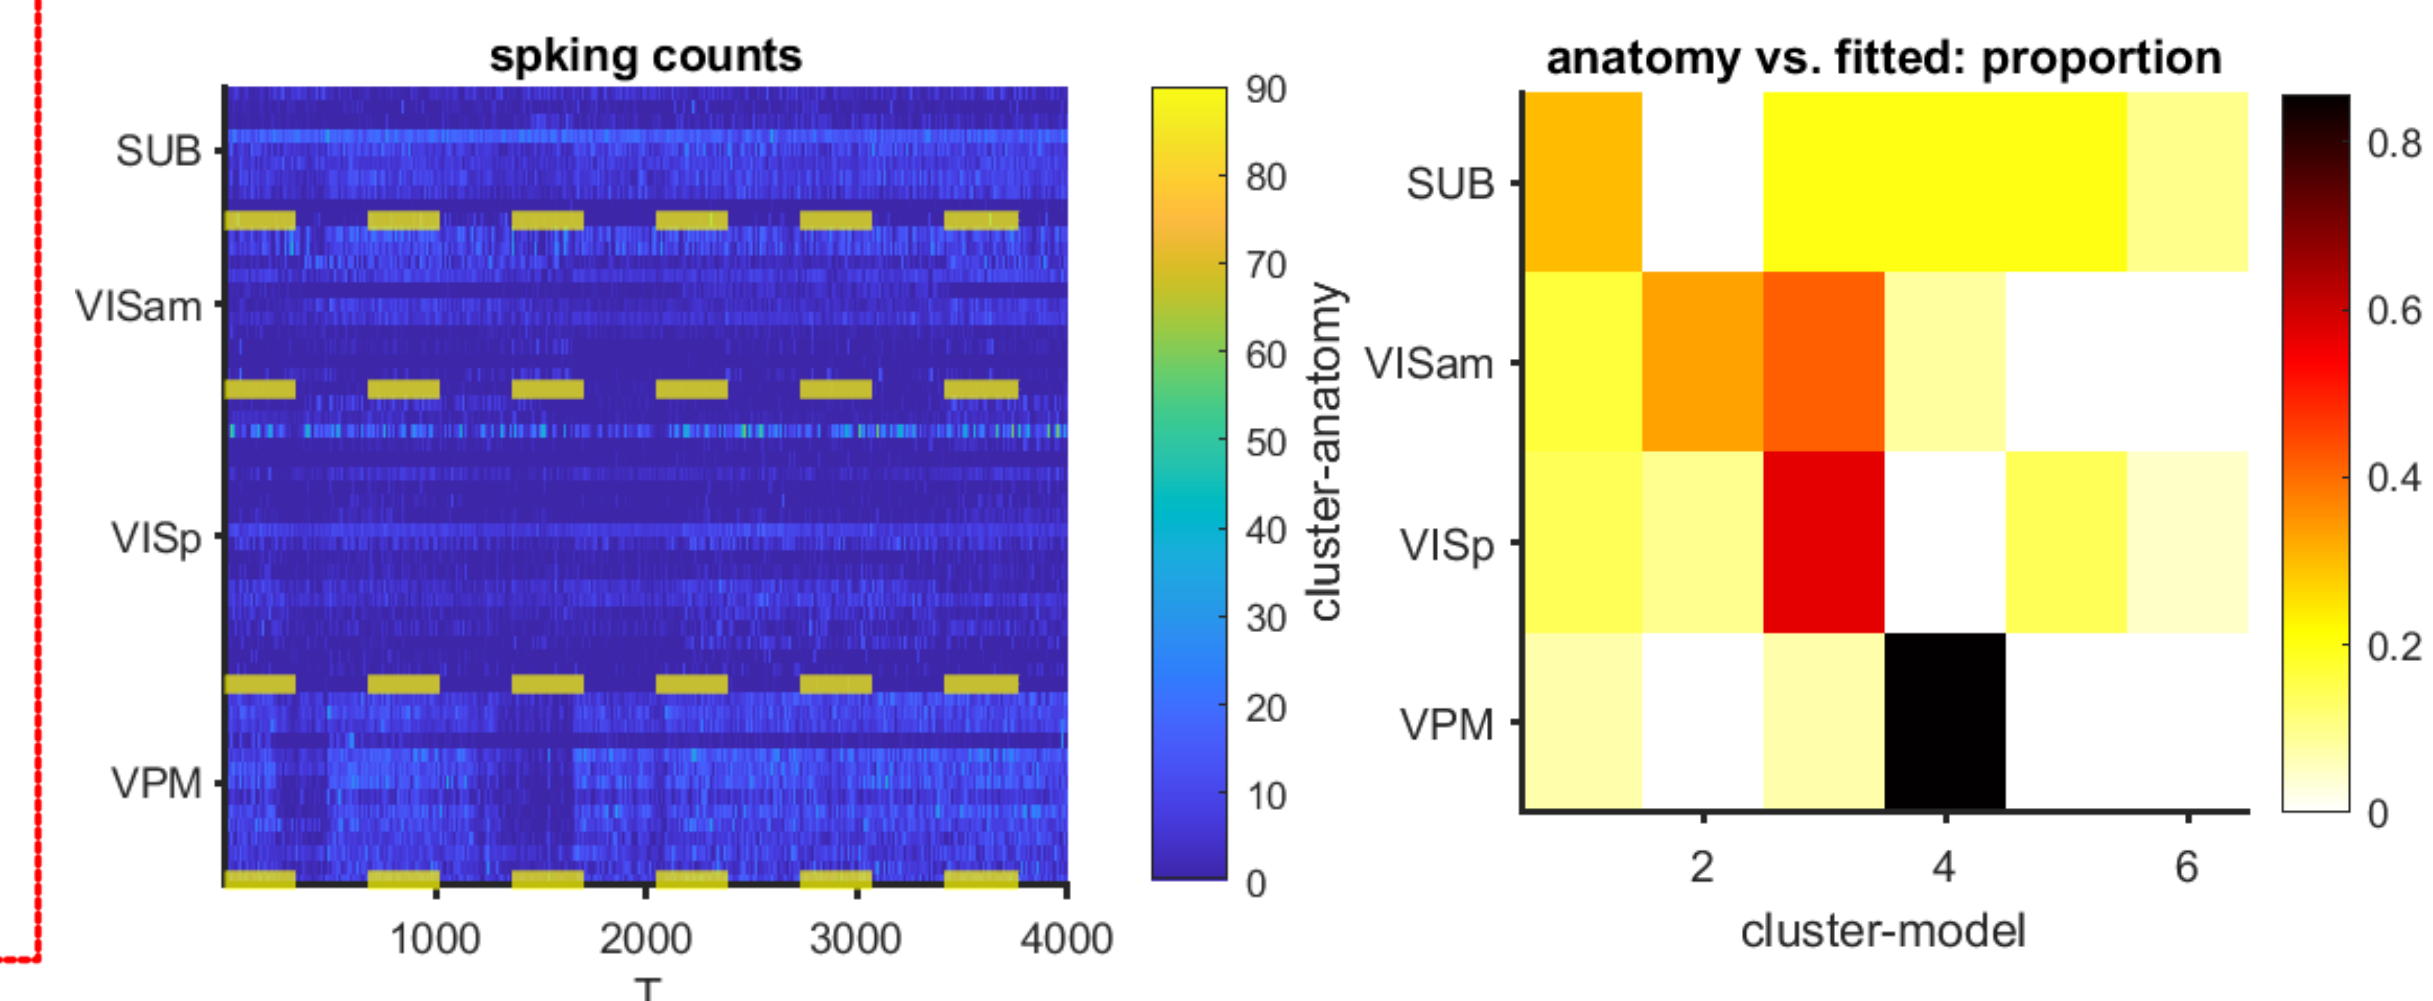 spking counts
SUB
VISam
VISp
VPM
1000 2000 3000 4000
T
90
80
70
60
50
40
30
20
10
0
anatomy vs. fitted: proportion
cluster-anatomy
SUB
VISam
VISp
VPM
2 4 6
cluster-model
0.8
0.6
0.4
0.2
0